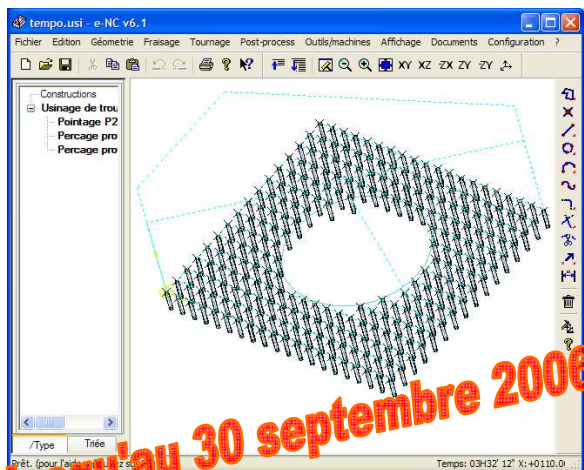 tempo.usi - e-NC v6.1
Fichier Edition Géometrie Fraisage Tournage Post-process Outils/machines Affichage Documents Configuration ?
XY XZ -ZX ZY -ZY
Constructions
Usinage de trou
Pointage P2
Percage pro
Percage pro
/Type Triée
qu'au 30 septembre 2006
Prêt. (pour l'aide
Temps: 03H32' 12" X:+0110.0